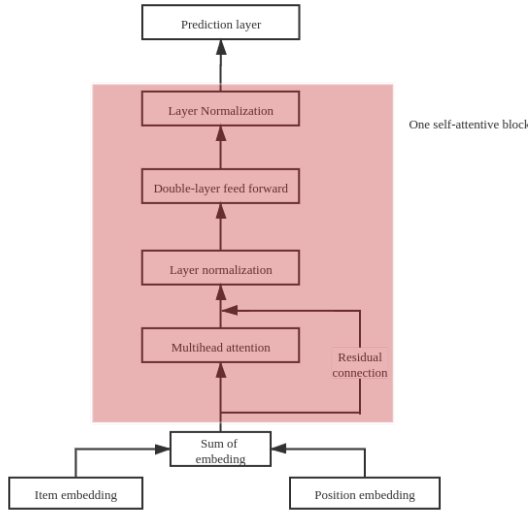 Prediction layer
Layer Normalization
One self-attentive block
Double-layer feed forward
Layer normalization
Multihead attention
Residual
connection
Sum of
embeding
Item embedding
Position embedding